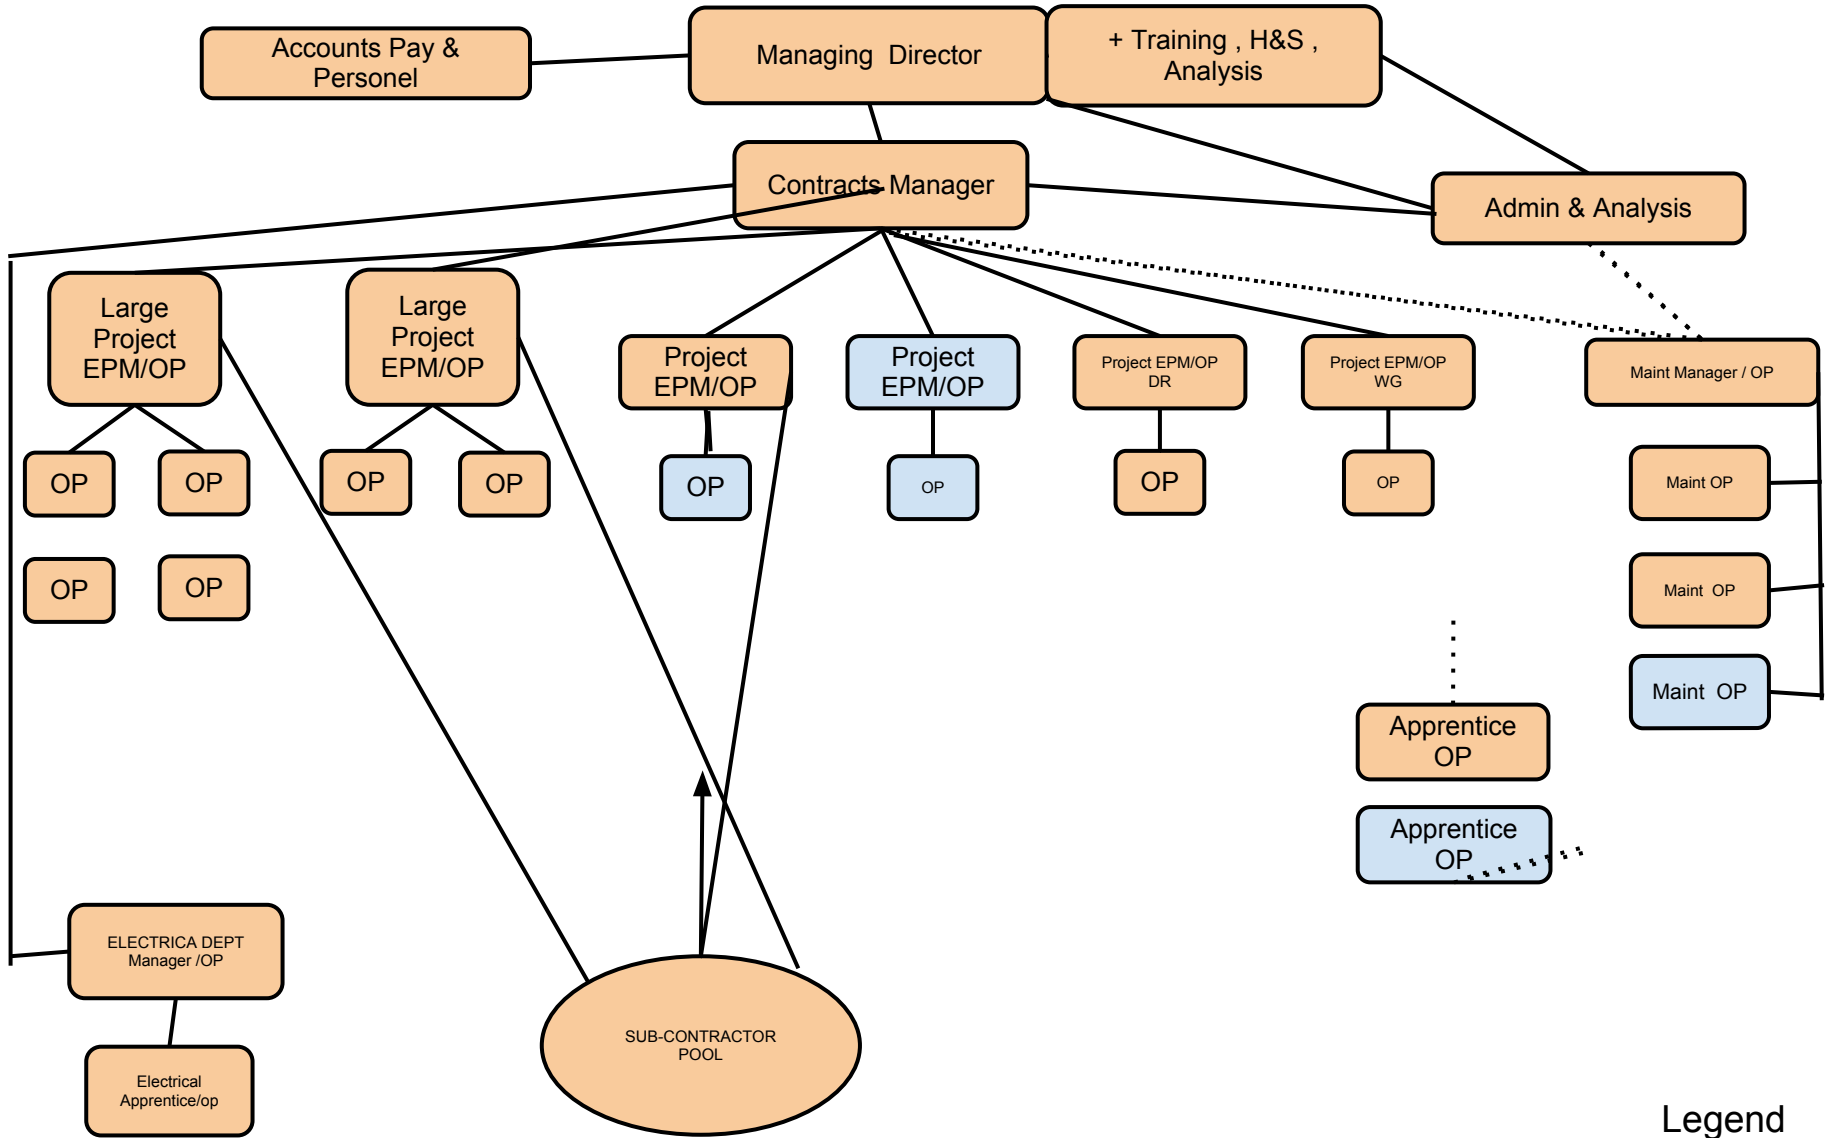 Accounts Pay &
Personel
Managing Director
+ Training , H&S ,
Analysis
Contracts Manager
Admin & Analysis
Large
Project
EPM/OP
Large
Project
EPM/OP
Project
EPM/OP
Project
EPM/OP
Project EPM/OP
DR
Project EPM/OP
WG
Maint Manager / OP
OP
OP
OP
OP
OP
OP
OP
OP
Maint OP
OP
OP
Maint  OP
Maint  OP
Apprentice
OP
Apprentice
OP
ELECTRICA DEPT
Manager /OP
SUB-CONTRACTOR
POOL
Electrical
Apprentice/op
Legend